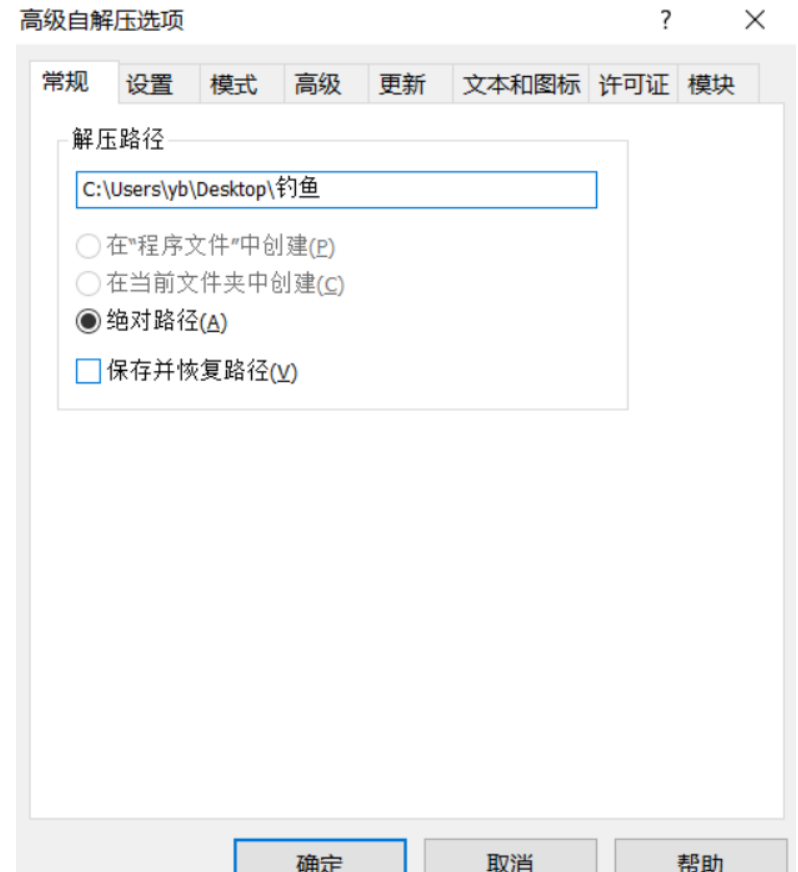 高级自解压选项 ?
常规 设置 模式 高级 更新 文本和图标 许可证 模块
解压路径
C:\Users\yb\Desktop\钓鱼
在“程序文件”中创建(P)
在当前文件夹中创建(C)
绝对路径(A)
保存并恢复路径(V)
确定 取消 帮助